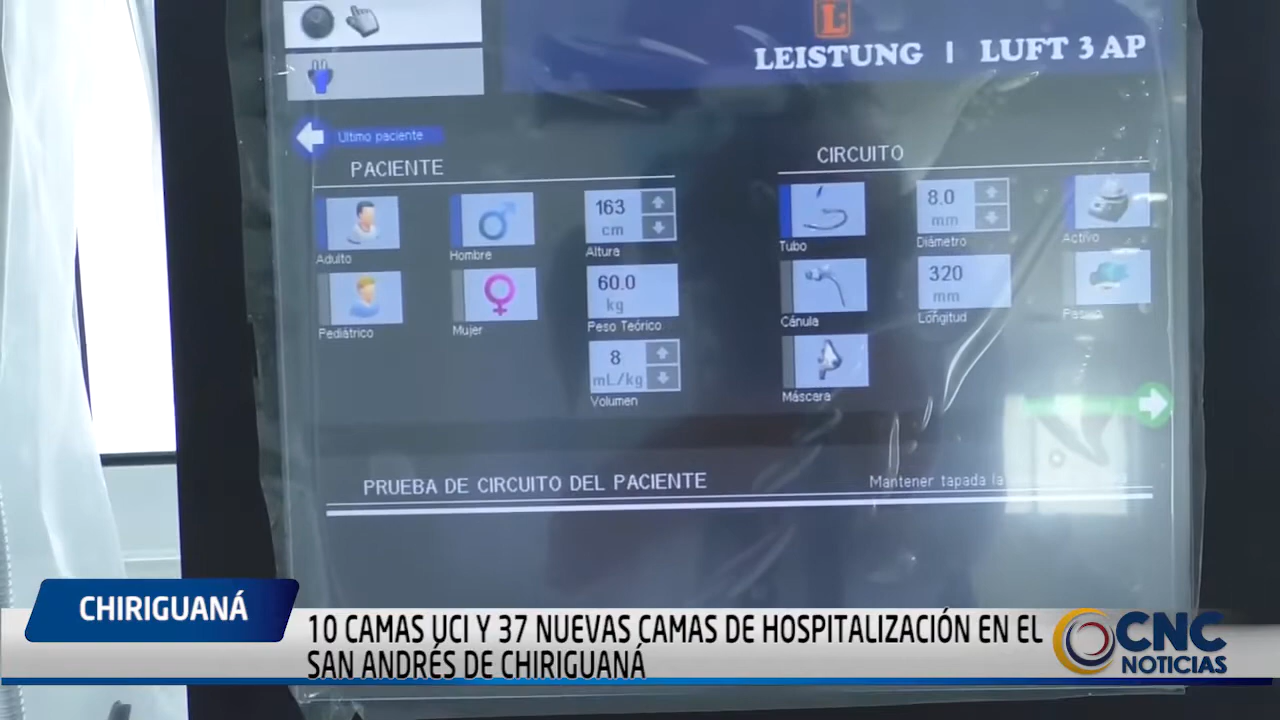 LEISTUNG | LUFT 3 AP
Ultimo paciente
PACIENTE
CIRCUITO
Adulto
Hombre
163
cm
Altura
Pediátrico
Mujer
60.0
kg
Peso Teórico
8
mL/kg
Volumen
Tubo
8.0
mm
Diámetro
Activo
Cánula
320
mm
Longitud
Pasivo
Máscara
PRUEBA DE CIRCUITO DEL PACIENTE
Mantener tapada la
CHIRIGUANÁ
10 CAMAS UCI Y 37 NUEVAS CAMAS DE HOSPITALIZACIÓN EN EL
SAN ANDRÉS DE CHIRIGUANÁ
CNC
NOTICIAS